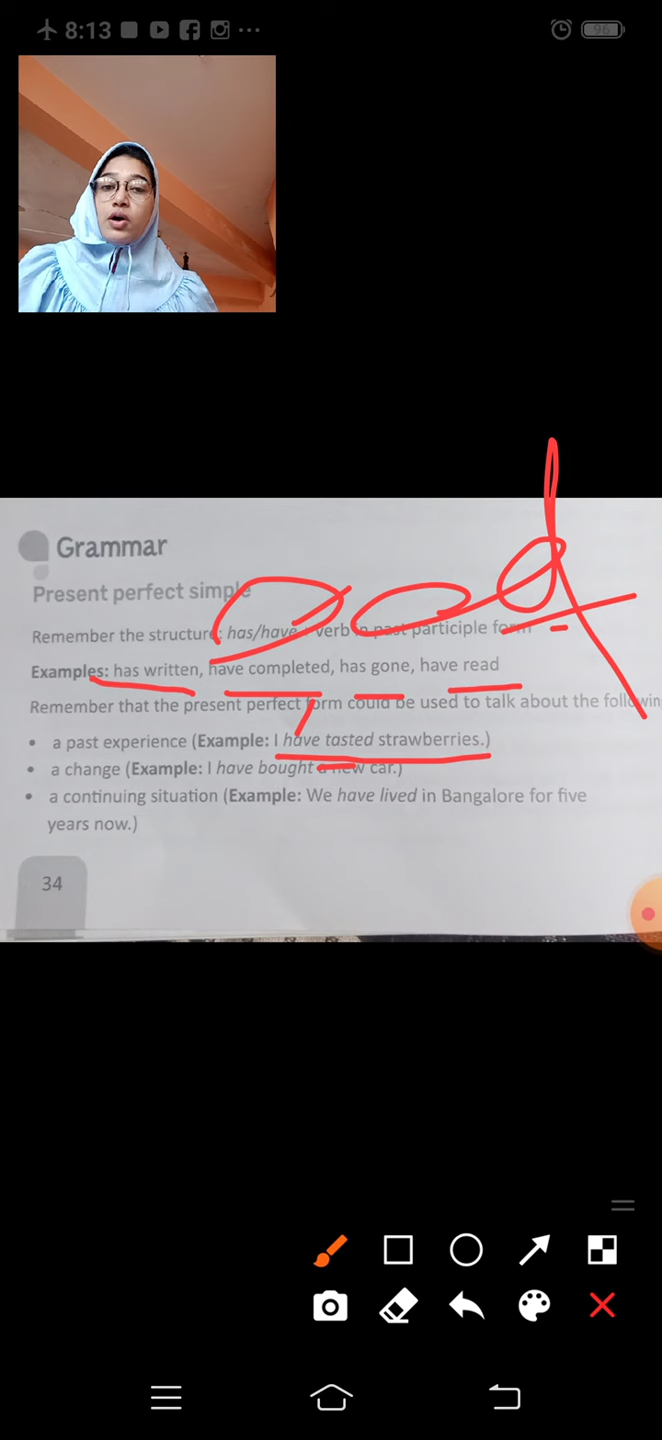 8:13
96
Grammar
Present perfect simple
Remember the structure: has/have + verb in past participle form
Examples: has written, have completed, has gone, have read
Remember that the present perfect form could be used to talk about the followin
• a past experience (Example: I have tasted strawberries.)
• a change (Example: I have bought a new car.)
• a continuing situation (Example: We have lived in Bangalore for five
years now.)
34